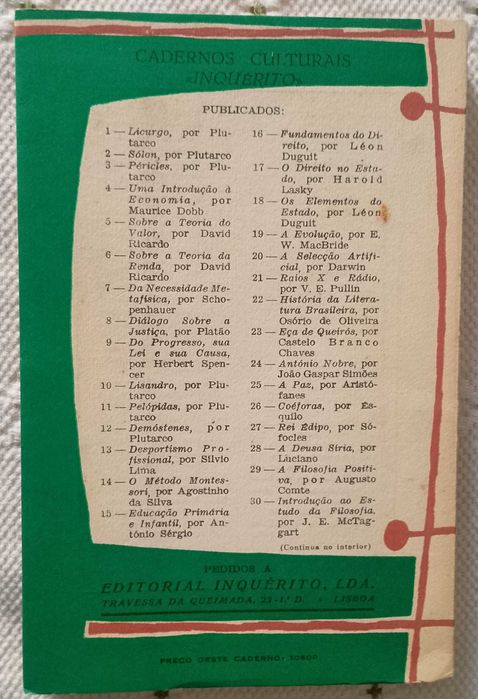 CADERNOS CULTURAIS
«INQUÉRITO»
PUBLICADOS:
1 — Licurgo, por Plu-
tarco
2 — Sólon, por Plutarco
3 — Péricles, por Plu-
tarco
4 — Uma Introdução à
Economia, por
Maurice Dobb
5 — Sobre a Teoria do
Valor, por David
Ricardo
6 — Sobre a Teoria da
Renda, por David
Ricardo
7 — Da Necessidade Me-
tafísica, por Scho-
penhauer
8 — Diálogo Sobre a
Justiça, por Platão
9 — Do Progresso, sua
Lei e sua Causa,
por Herbert Spen-
cer
10 — Lisandro, por Plu-
tarco
11 — Pelópidas, por Plu-
tarco
12 — Demóstenes, por
Plutarco
13 — Desportismo Pro-
fissional, por Sílvio
Lima
14 — O Método Montes-
sori, por Agostinho
da Silva
15 — Educação Primária
e Infantil, por An-
tónio Sérgio
16 — Fundamentos do Di-
reito, por Léon
Duguit
17 — O Direito no Esta-
do, por Harold
Lasky
18 — Os Elementos do
Estado, por Léon
Duguit
19 — A Evolução, por E.
W. MacBride
20 — A Selecção Artifi-
cial, por Darwin
21 — Raios X e Rádio,
por V. E. Pullin
22 — História da Litera-
tura Brasileira, por
Osório de Oliveira
23 — Eça de Queirós, por
Castelo Branco
Chaves
24 — António Nobre, por
João Gaspar Simões
25 — A Paz, por Aristó-
fanes
26 — Coéforas, por És-
quilo
27 — Rei Édipo, por Só-
focles
28 — A Deusa Síria, por
Luciano
29 — A Filosofia Positi-
va, por Augusto
Comte
30 — Introdução ao Es-
tudo da Filosofia,
por J. E. McTag-
gart
(Continua no interior)
PEDIDOS A
EDITORIAL INQUÉRITO, LDA.
TRAVESSA DA QUEIMADA, 23-1.º D. • LISBOA
PREÇO DESTE CADERNO: 10$00